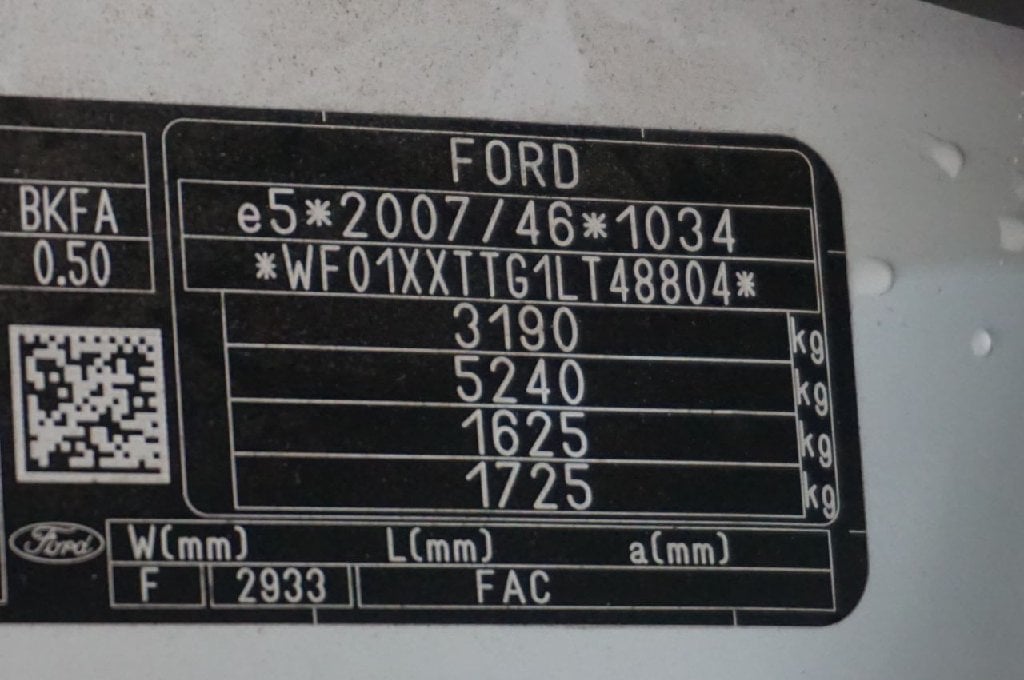 FORD
BKFA
e5*2007/46*1034
0.50
*WF01XXTTG1LT48804*
3190 kg
5240 kg
1625 kg
1725 kg
Ford
W(mm) L(mm) a(mm)
F 2933 FAC